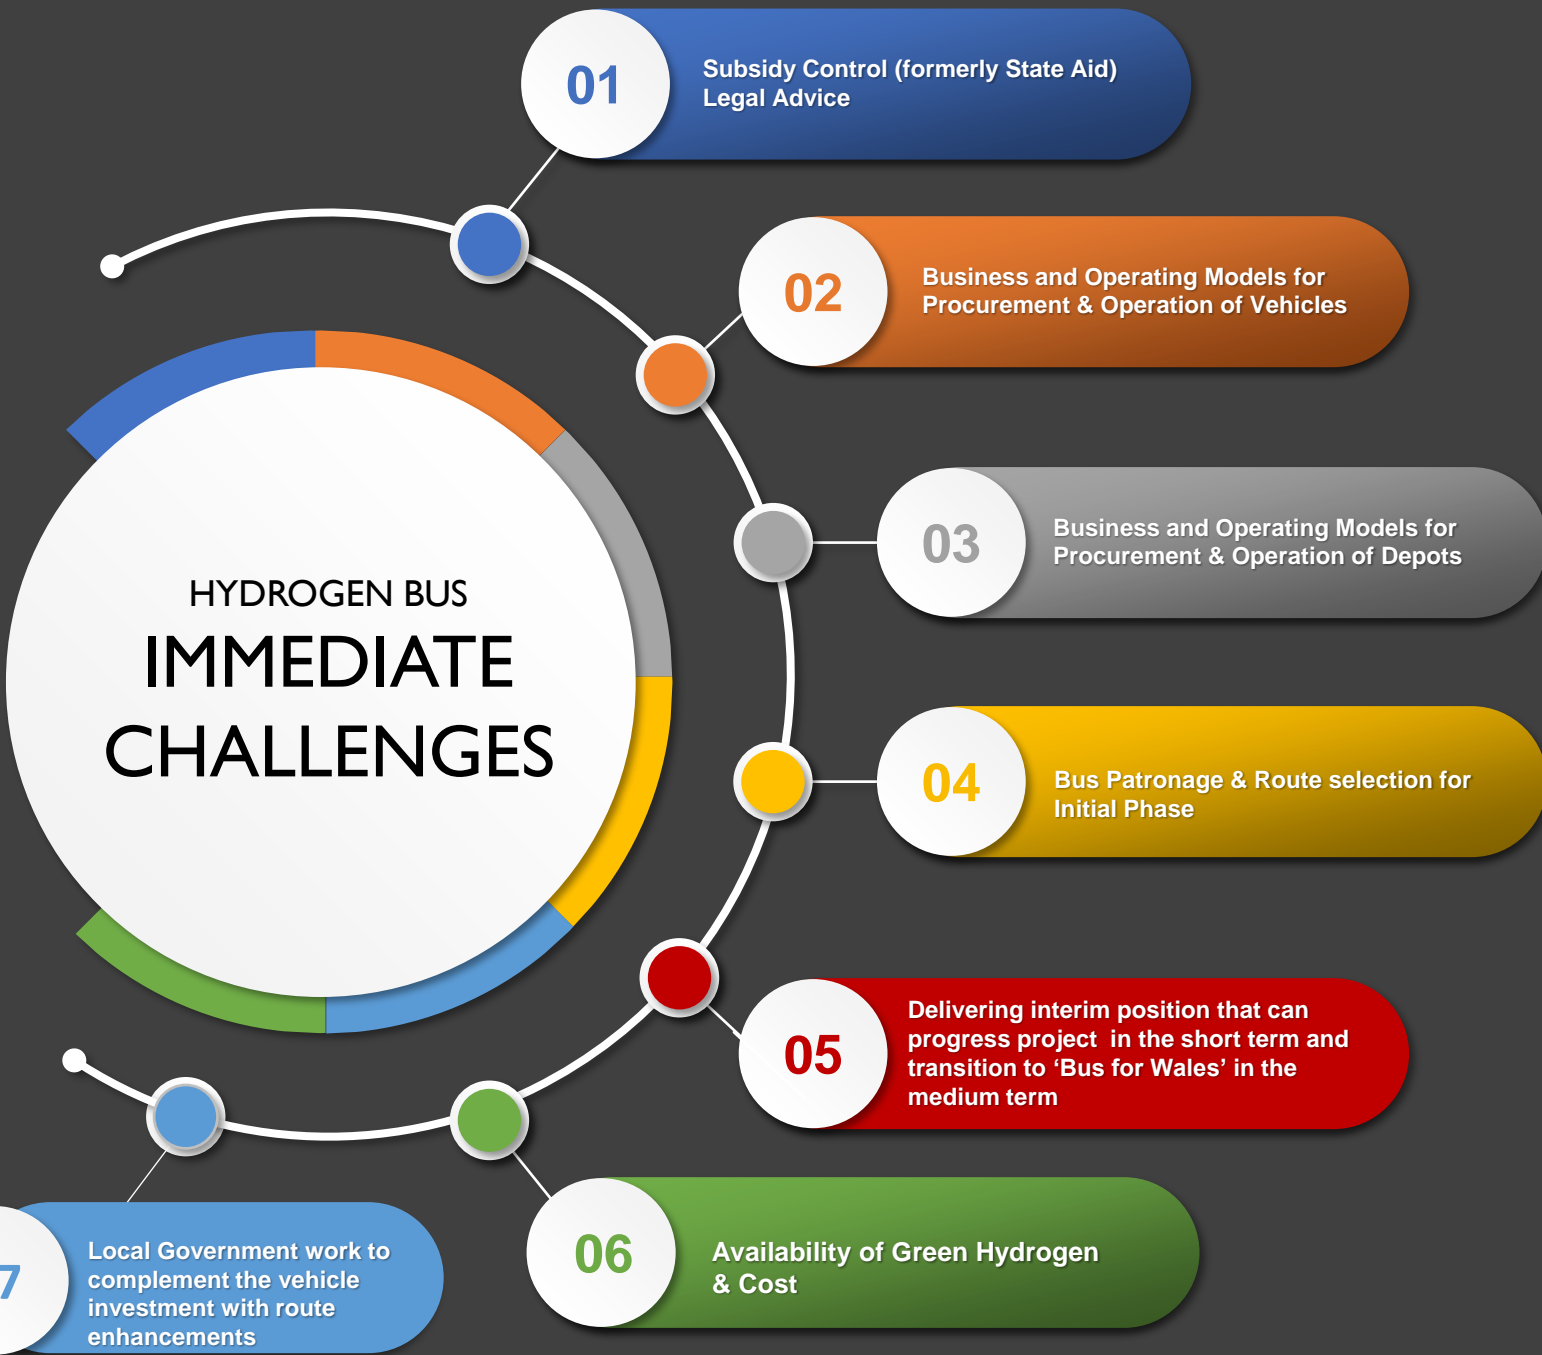 HYDROGEN BUS
IMMEDIATE
CHALLENGES
01
Subsidy Control (formerly State Aid)
Legal Advice
02
Business and Operating Models for
Procurement & Operation of Vehicles
03
Business and Operating Models for
Procurement & Operation of Depots
04
Bus Patronage & Route selection for
Initial Phase
05
Delivering interim position that can
progress project  in the short term and
transition to ‘Bus for Wales’ in the
medium term
06
Availability of Green Hydrogen
& Cost
7
Local Government work to
complement the vehicle
investment with route
enhancements